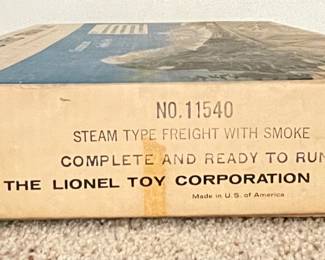 NO.11540
STEAM TYPE FREIGHT WITH SMOKE
COMPLETE AND READY TO RUN
THE LIONEL TOY CORPORATION
Made in U.S. of America